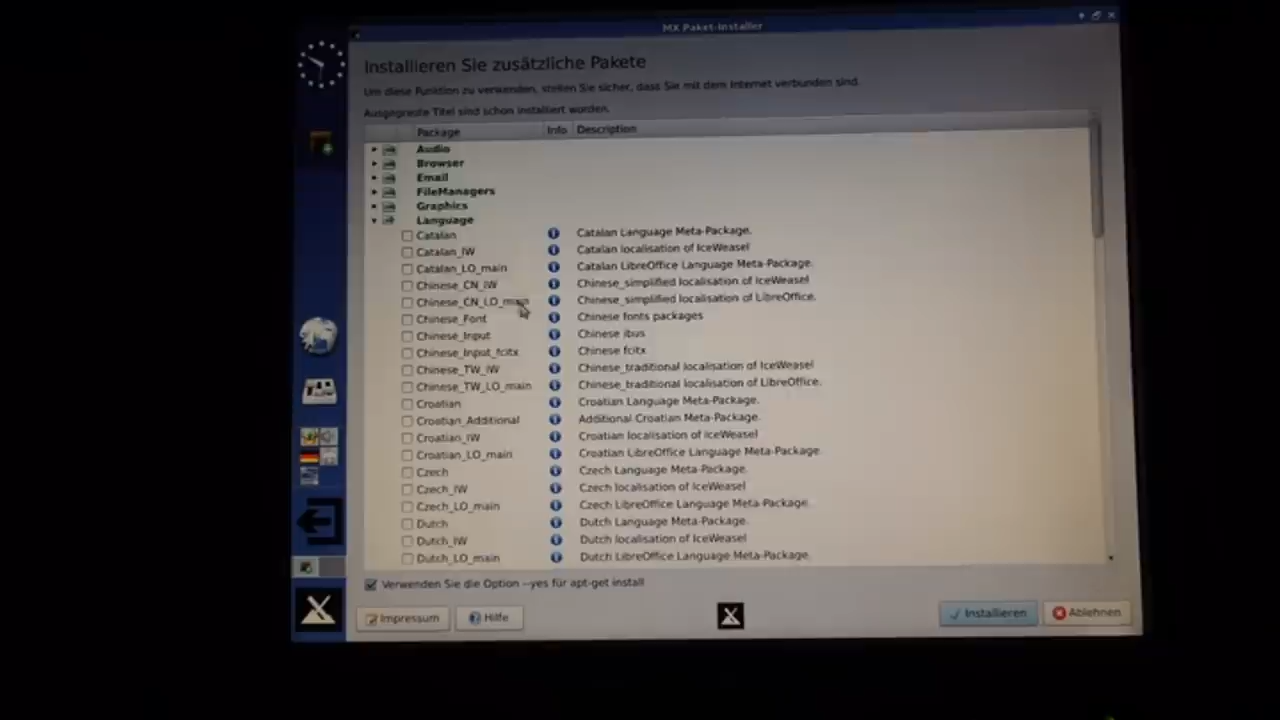 MX Paket-Installer
Installieren Sie zusätzliche Pakete
Um diese Funktion zu verwenden, stellen Sie sicher, dass Sie mit dem Internet verbunden sind.
Ausgegraute Titel sind schon installiert worden.
Package Info Description
Audio
Browser
Email
FileManagers
Graphics
Language
Catalan Catalan Language Meta-Package.
Catalan_IW Catalan localisation of IceWeasel
Catalan_LO_main Catalan LibreOffice Language Meta-Package.
Chinese_CN_IW Chinese_simplified localisation of IceWeasel
Chinese_CN_LO_main Chinese_simplified localisation of LibreOffice.
Chinese_Font Chinese fonts packages
Chinese_Input Chinese ibus
Chinese_Input_fcitx Chinese fcitx
Chinese_TW_IW Chinese_traditional localisation of IceWeasel
Chinese_TW_LO_main Chinese_traditional localisation of LibreOffice.
Croatian Croatian Language Meta-Package.
Croatian_Additional Additional Croatian Meta-Package.
Croatian_IW Croatian localisation of IceWeasel
Croatian_LO_main Croatian LibreOffice Language Meta-Package.
Czech Czech Language Meta-Package.
Czech_IW Czech localisation of IceWeasel
Czech_LO_main Czech LibreOffice Language Meta-Package.
Dutch Dutch Language Meta-Package.
Dutch_IW Dutch localisation of IceWeasel
Dutch_LO_main Dutch LibreOffice Language Meta-Package.
Verwenden Sie die Option --yes für apt-get install
Impressum Hilfe Installieren Ablehnen